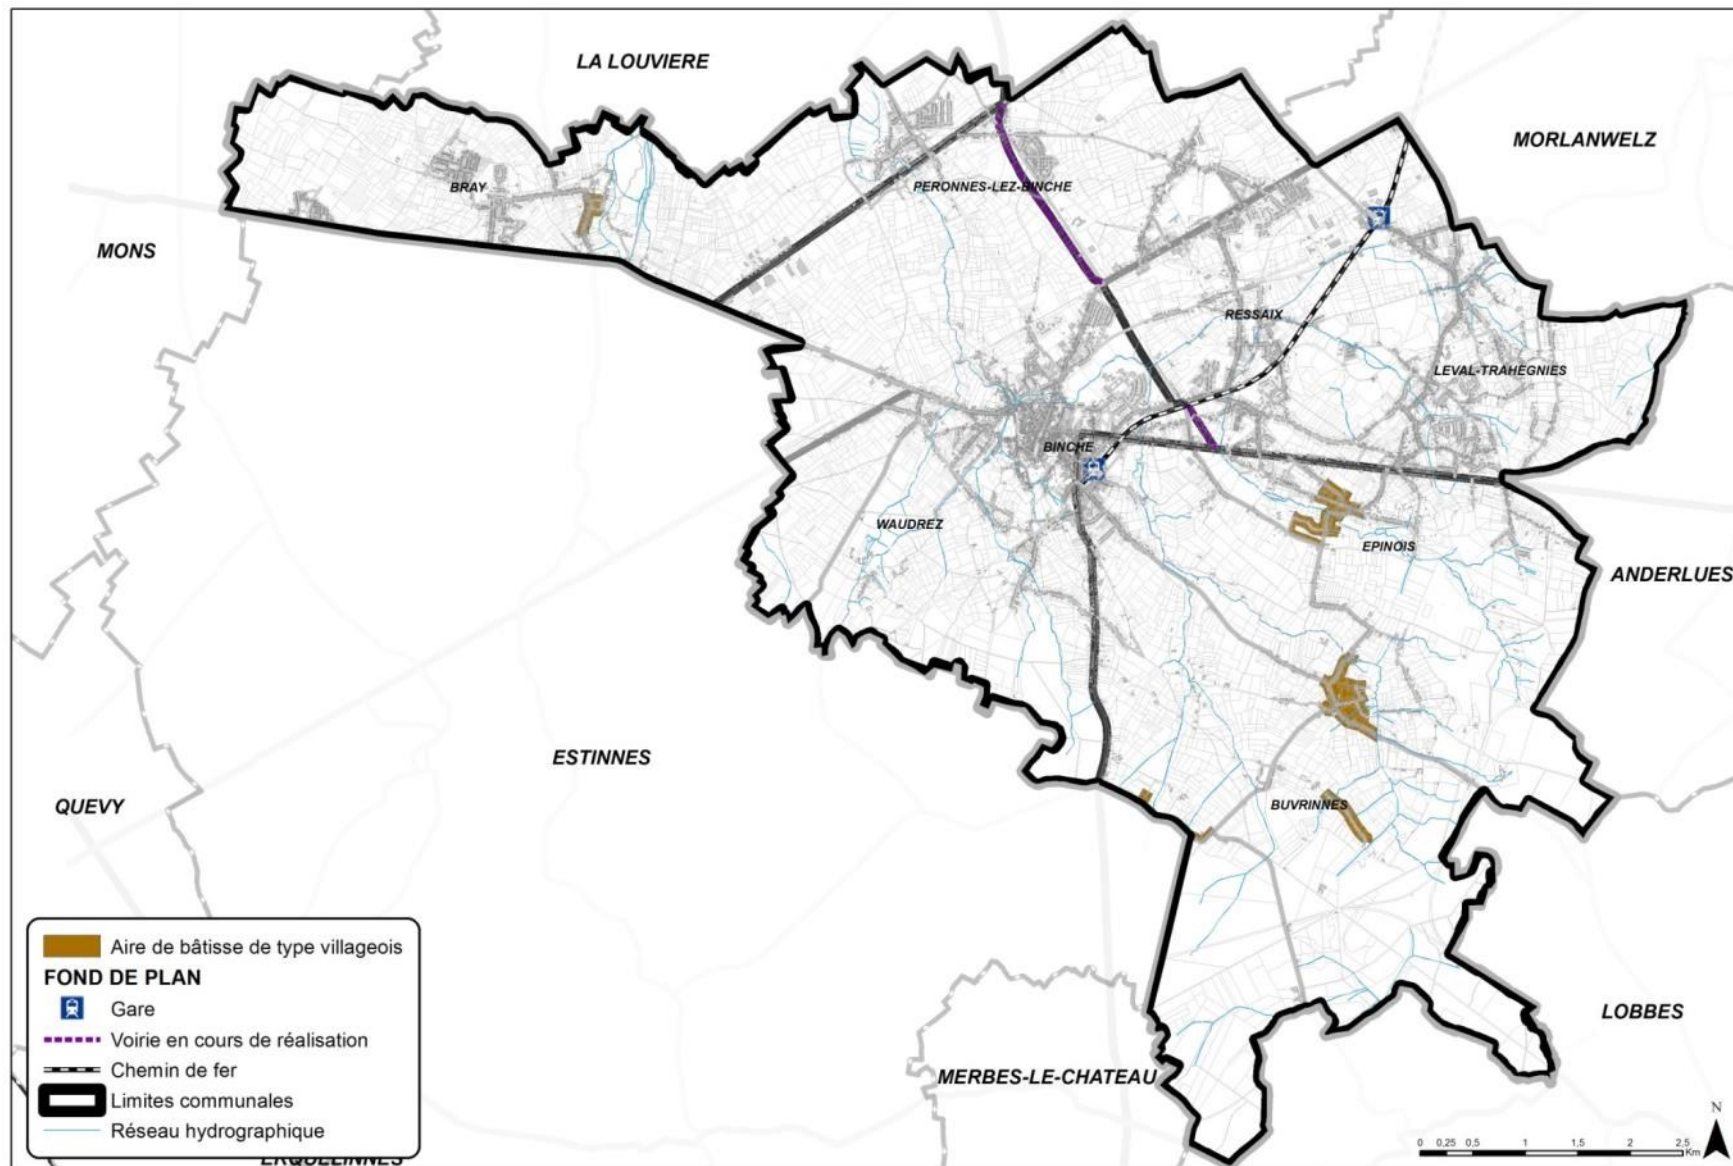 LA LOUVIERE
MORLANWELZ
BRAY
PERONNES-LEZ-BINCHE
MONS
RESSAIX
LEVAL-TRAHEGNIES
BINCHE
WAUDREZ
EPINOIS
ANDERLUES
ESTINNES
QUEVY
BUVRINNES
LOBBES
MERBES-LE-CHATEAU
ERQUELINNES
Aire de bâtisse de type villageois
FOND DE PLAN
Gare
Voirie en cours de réalisation
Chemin de fer
Limites communales
Réseau hydrographique
N
0 0,25 0,5 1 1,5 2 2,5
Km